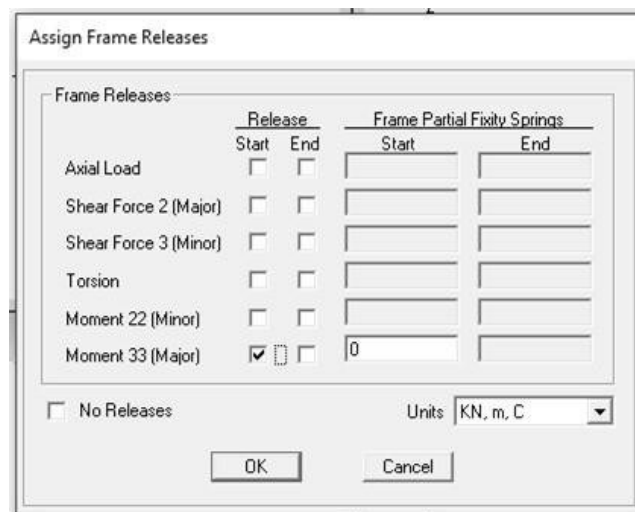 Assign Frame Releases
Frame Releases
Release Frame Partial Fixity Springs
Start End Start End
Axial Load
Shear Force 2 (Major)
Shear Force 3 (Minor)
Torsion
Moment 22 (Minor)
Moment 33 (Major) 0
No Releases Units KN, m, C
OK Cancel